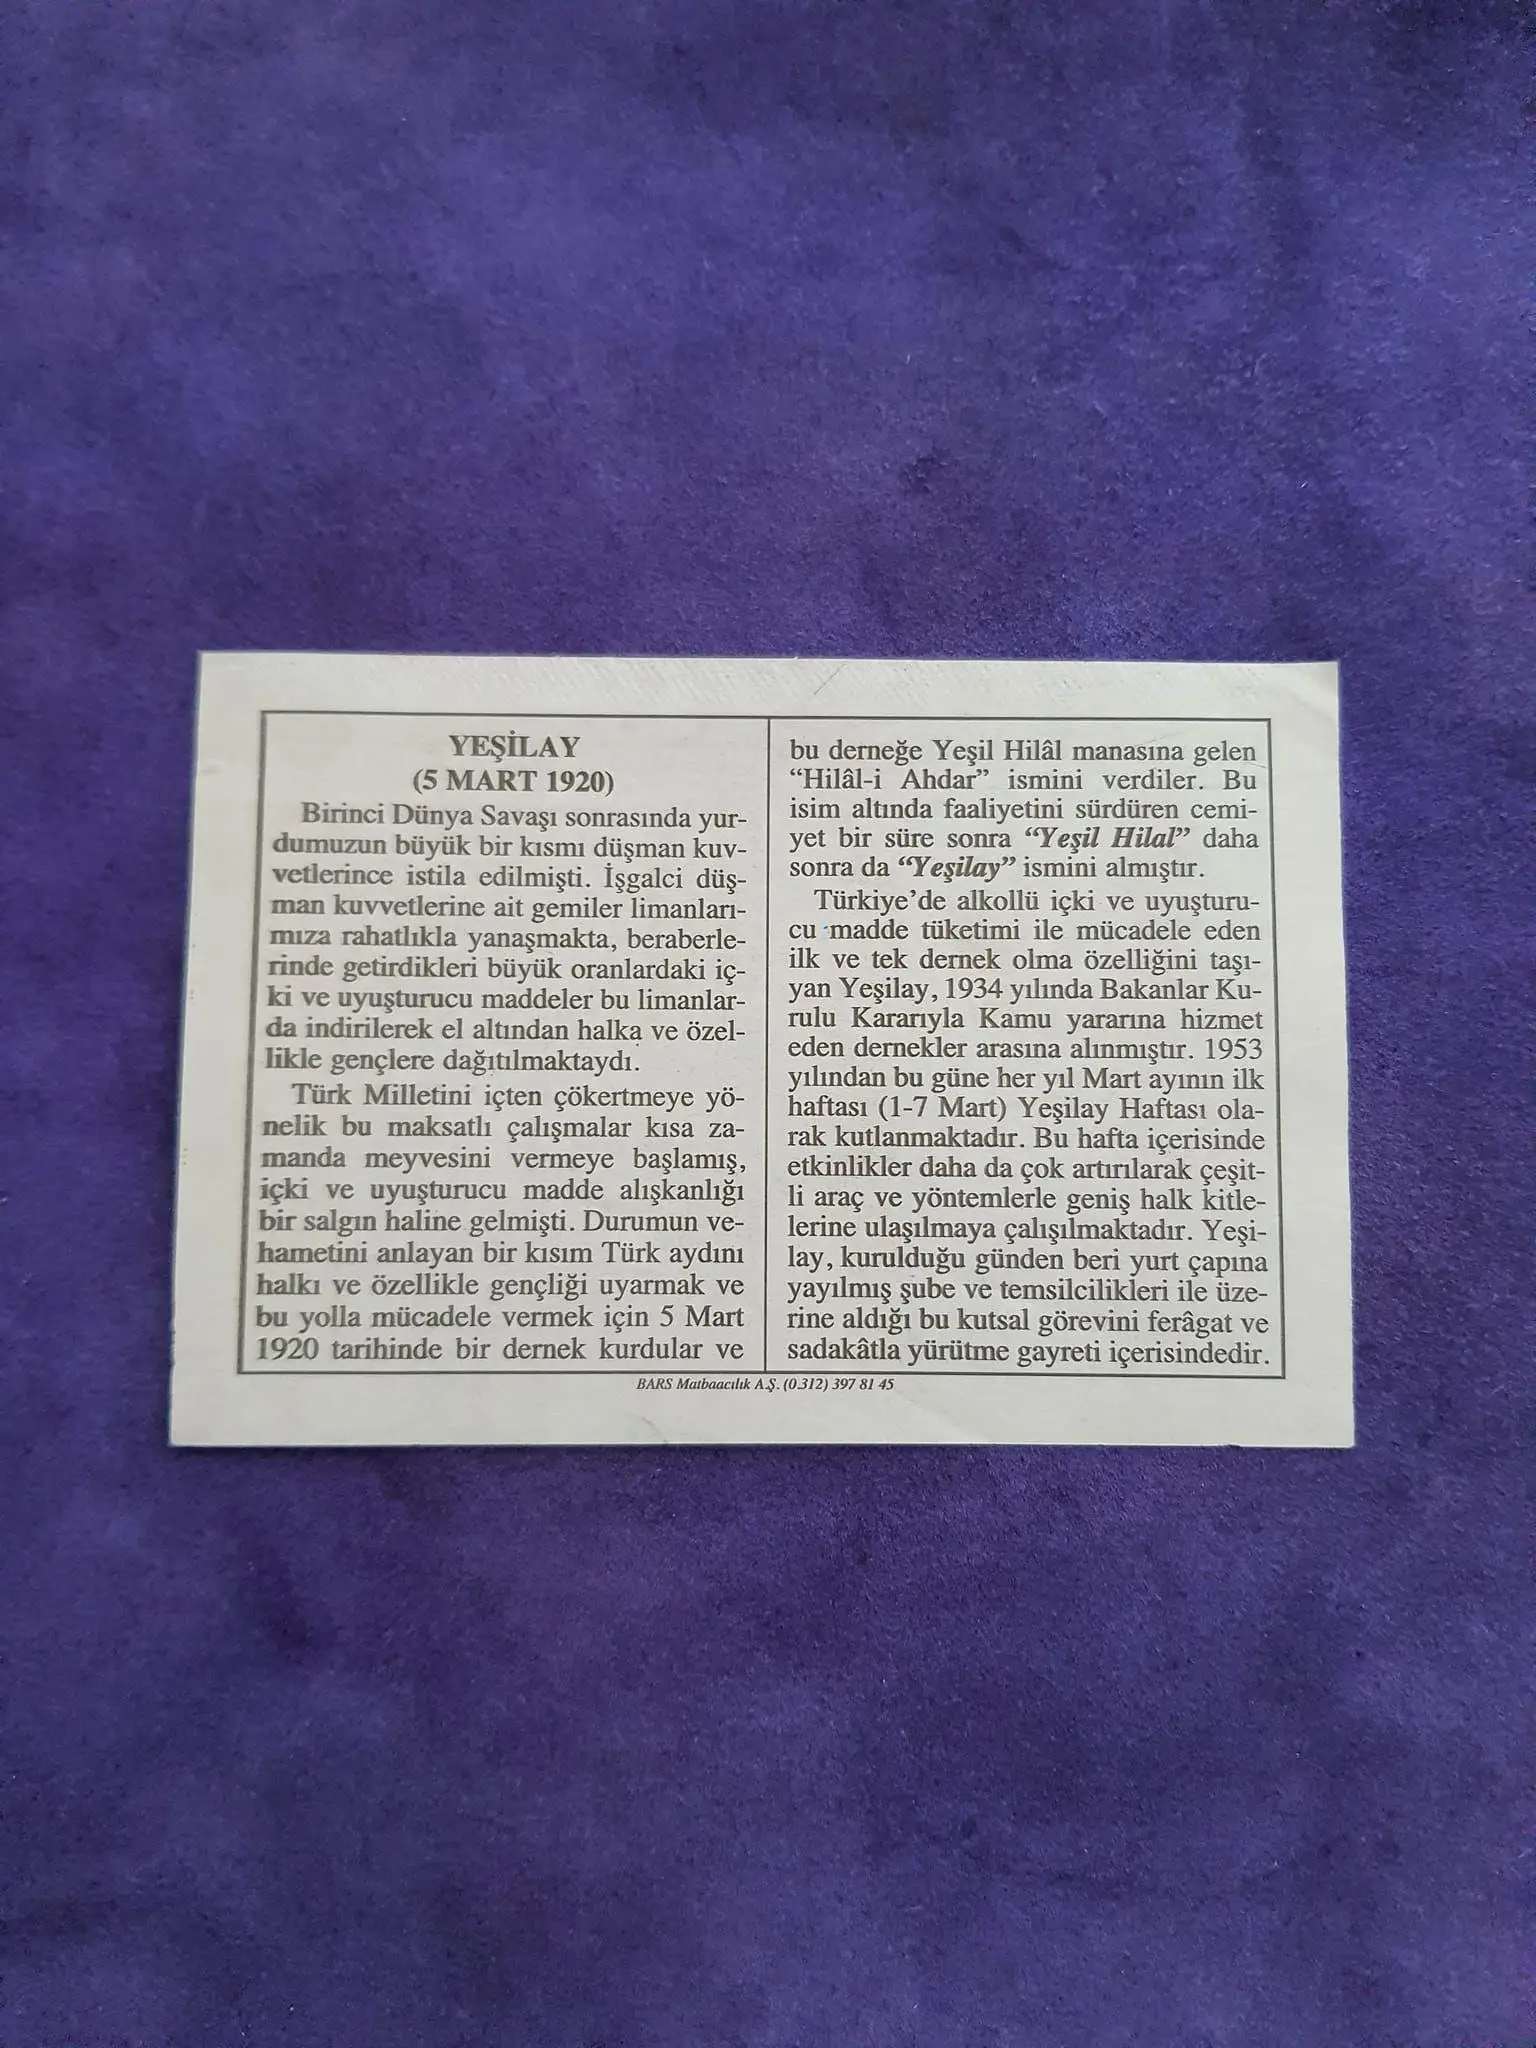 YEŞİLAY
(5 MART 1920)
Birinci Dünya Savaşı sonrasında yur-
dumuzun büyük bir kısmı düşman kuv-
vetlerince istila edilmişti. İşgalci düş-
man kuvvetlerine ait gemiler limanları-
mıza rahatlıkla yanaşmakta, beraberle-
rinde getirdikleri büyük oranlardaki iç-
ki ve uyuşturucu maddeler bu limanlar-
da indirilerek el altından halka ve özel-
likle gençlere dağıtılmaktaydı.
Türk Milletini içten çökertmeye yö-
nelik bu maksatlı çalışmalar kısa za-
manda meyvesini vermeye başlamış,
içki ve uyuşturucu madde alışkanlığı
bir salgın haline gelmişti. Durumun ve-
hametini anlayan bir kısım Türk aydını
halkı ve özellikle gençliği uyarmak ve
bu yolla mücadele vermek için 5 Mart
1920 tarihinde bir dernek kurdular ve
bu derneğe Yeşil Hilâl manasına gelen
“Hilâl-i Ahdar” ismini verdiler. Bu
isim altında faaliyetini sürdüren cemi-
yet bir süre sonra “Yeşil Hilal” daha
sonra da “Yeşilay” ismini almıştır.
Türkiye’de alkollü içki ve uyuşturu-
cu madde tüketimi ile mücadele eden
ilk ve tek dernek olma özelliğini taşı-
yan Yeşilay, 1934 yılında Bakanlar Ku-
rulu Kararıyla Kamu yararına hizmet
eden dernekler arasına alınmıştır. 1953
yılından bu güne her yıl Mart ayının ilk
haftası (1-7 Mart) Yeşilay Haftası ola-
rak kutlanmaktadır. Bu hafta içerisinde
etkinlikler daha da çok artırılarak çeşit-
li araç ve yöntemlerle geniş halk kitle-
lerine ulaşılmaya çalışılmaktadır. Yeşi-
lay, kurulduğu günden beri yurt çapına
yayılmış şube ve temsilcilikleri ile üze-
rine aldığı bu kutsal görevini ferâgat ve
sadakâtla yürütme gayreti içerisindedir.
BARS Matbaacılık A.Ş. (0.312) 397 81 45